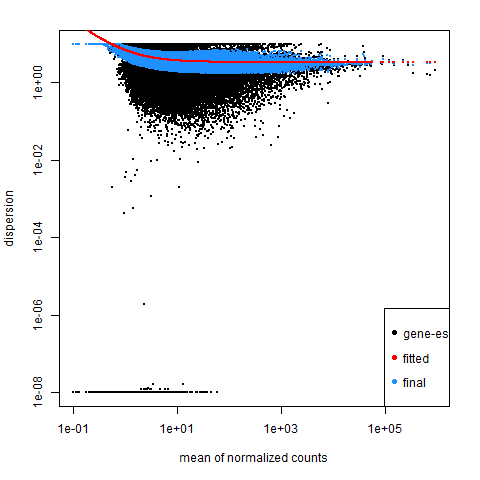 1e+00
1e-02
1e-04
1e-06
1e-08
dispersion
gene-es
fitted
final
1e-01 1e+01 1e+03 1e+05
mean of normalized counts